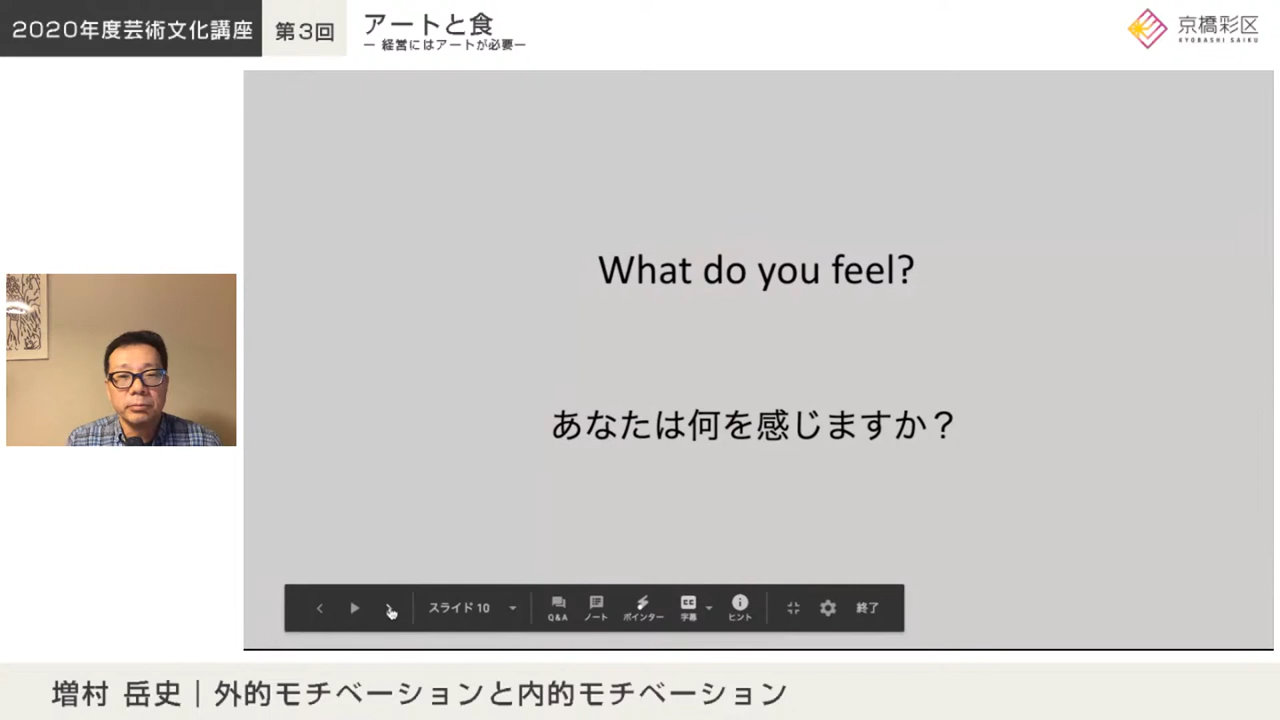 2020年度芸術文化講座
第3回
アートと食
ー 経営にはアートが必要ー
京橋彩区
KYOBASHI SAIKU
What do you feel?
あなたは何を感じますか？
スライド 10
Q&A
ノート
ポインター
CC
字幕
ヒント
終了
増村 岳史｜外的モチベーションと内的モチベーション